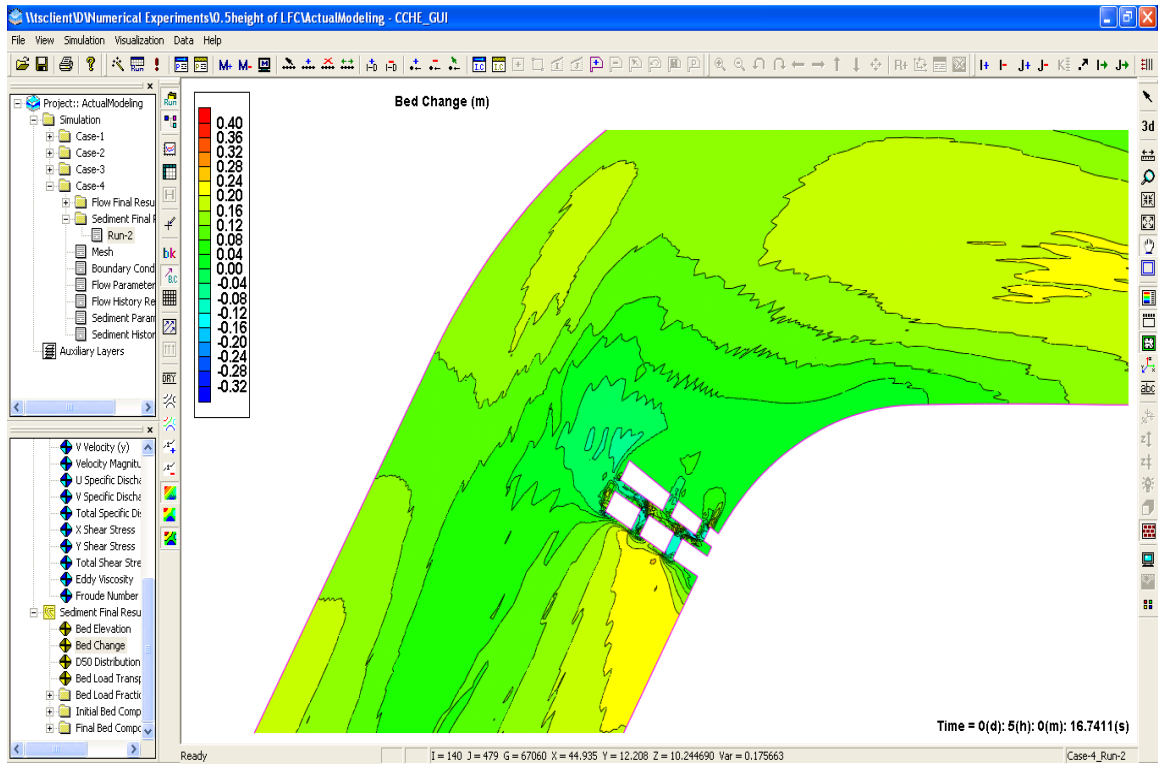 \\tsclient\D\Numerical Experiments\0.5height of LFC\ActualModeling - CCHE_GUI
File View Simulation Visualization Data Help
Project:: ActualModeling
Simulation
Case-1
Case-2
Case-3
Case-4
Flow Final Resu
Sediment Final F
Run-2
Mesh
Boundary Cond
Flow Parameter
Flow History Re
Sediment Param
Sediment Histor
Auxiliary Layers
V Velocity (y)
Velocity Magnitu
U Specific Discha
V Specific Discha
Total Specific Di
X Shear Stress
Y Shear Stress
Total Shear Stre
Eddy Viscosity
Froude Number
Sediment Final Resu
Bed Elevation
Bed Change
D50 Distribution
Bed Load Transp
Bed Load Fractio
Initial Bed Comp
Final Bed Compo
Run
bk
B.C
DRY
Bed Change (m)
0.40
0.36
0.32
0.28
0.24
0.20
0.16
0.12
0.08
0.04
0.00
-0.04
-0.08
-0.12
-0.16
-0.20
-0.24
-0.28
-0.32
Time = 0(d): 5(h): 0(m): 16.7411(s)
3d
abc
Ready
I = 140 J = 479 G = 67060 X = 44.935 Y = 12.208 Z = 10.244690 Var = 0.175663
Case-4_Run-2